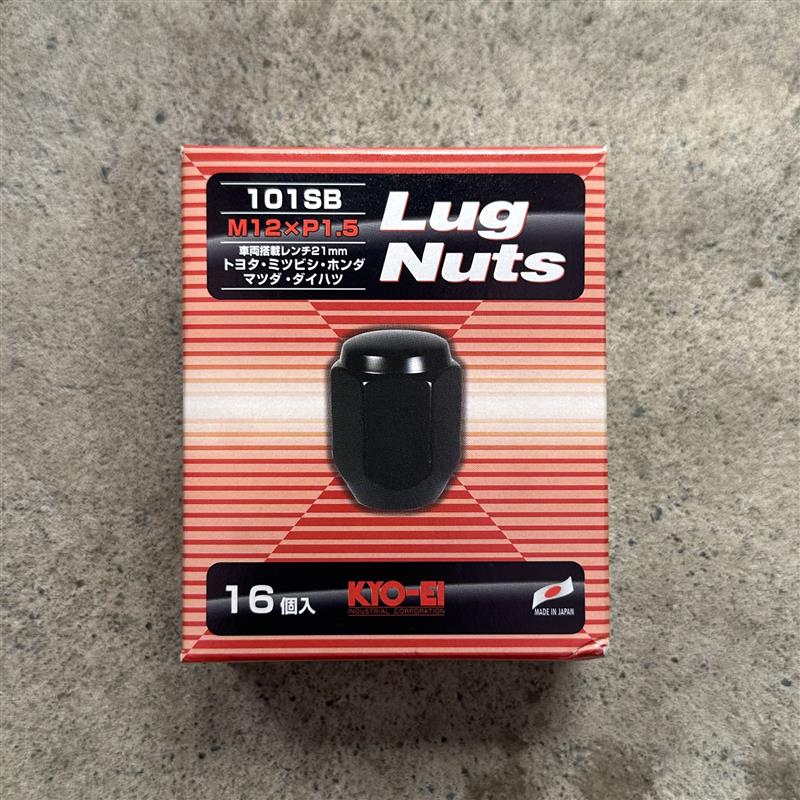 101SB
M12×P1.5
車両搭載レンチ21mm
トヨタ・ミツビシ・ホンダ
マツダ・ダイハツ
Lug
Nuts
16個入
KYO-EI
INDUSTRIAL CORPORATION
MADE IN JAPAN